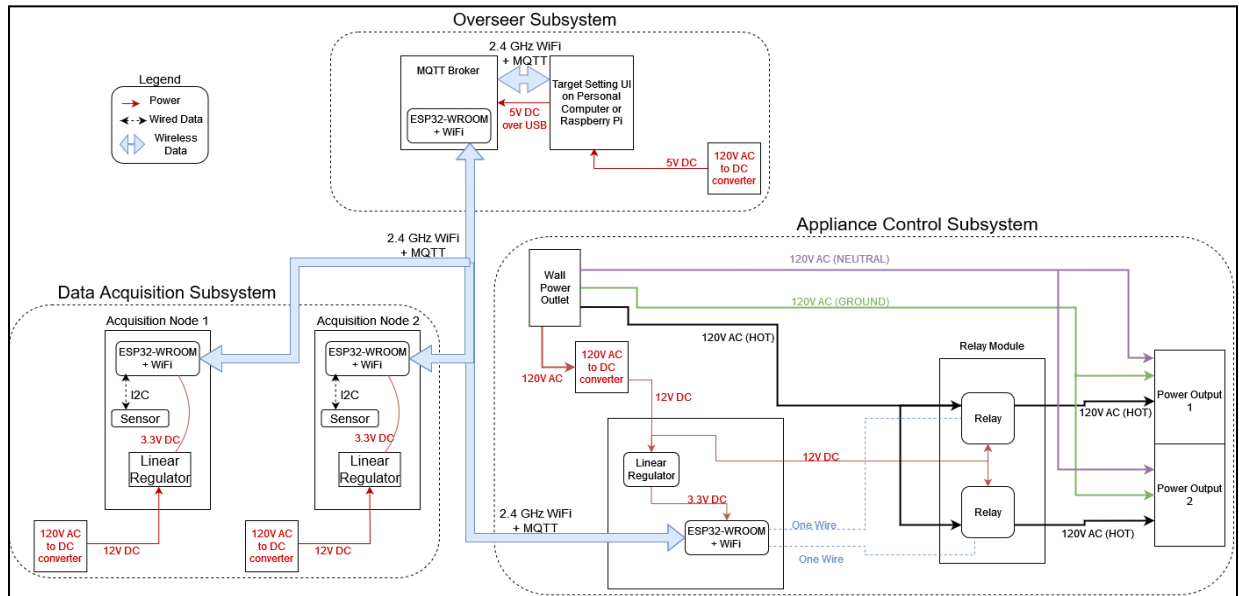 Overseer Subsystem
2.4 GHz WiFi
+ MQTT
MQTT Broker
ESP32-WROOM
+ WiFi
Target Setting UI
on Personal
Computer or
Raspberry Pi
5V DC
over USB
5V DC
120V AC
to DC
converter
Legend
Power
Wired Data
Wireless
Data
2.4 GHz WiFi
+ MQTT
Data Acquisition Subsystem
Acquisition Node 1
ESP32-WROOM
+ WiFi
I2C
Sensor
3.3V DC
Linear
Regulator
120V AC
to DC
converter
12V DC
Acquisition Node 2
ESP32-WROOM
+ WiFi
I2C
Sensor
3.3V DC
Linear
Regulator
120V AC
to DC
converter
12V DC
Appliance Control Subsystem
Wall
Power
Outlet
120V AC (NEUTRAL)
120V AC (GROUND)
120V AC (HOT)
120V AC
120V AC
to DC
converter
12V DC
Linear
Regulator
3.3V DC
2.4 GHz WiFi
+ MQTT
ESP32-WROOM
+ WiFi
12V DC
One Wire
One Wire
Relay Module
Relay
Relay
120V AC (HOT)
120V AC (HOT)
Power Output
1
Power Output
2